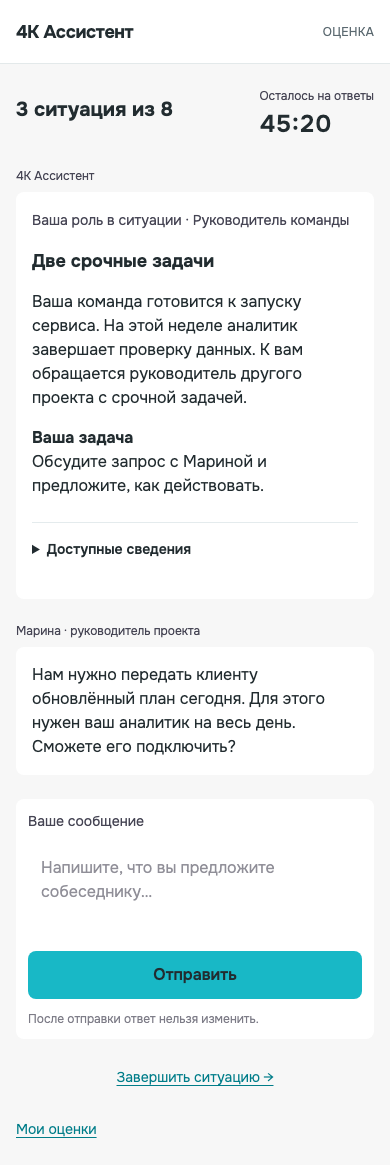 4К Ассистент
ОЦЕНКА
3 ситуация из 8
Осталось на ответы
45:20
4К Ассистент
Ваша роль в ситуации · Руководитель команды
Две срочные задачи
Ваша команда готовится к запуску
сервиса. На этой неделе аналитик
завершает проверку данных. К вам
обращается руководитель другого
проекта с срочной задачей.
Ваша задача
Обсудите запрос с Мариной и
предложите, как действовать.
Доступные сведения
Марина · руководитель проекта
Нам нужно передать клиенту
обновлённый план сегодня. Для этого
нужен ваш аналитик на весь день.
Сможете его подключить?
Ваше сообщение
Напишите, что вы предложите
собеседнику...
Отправить
После отправки ответ нельзя изменить.
Завершить ситуацию →
Мои оценки